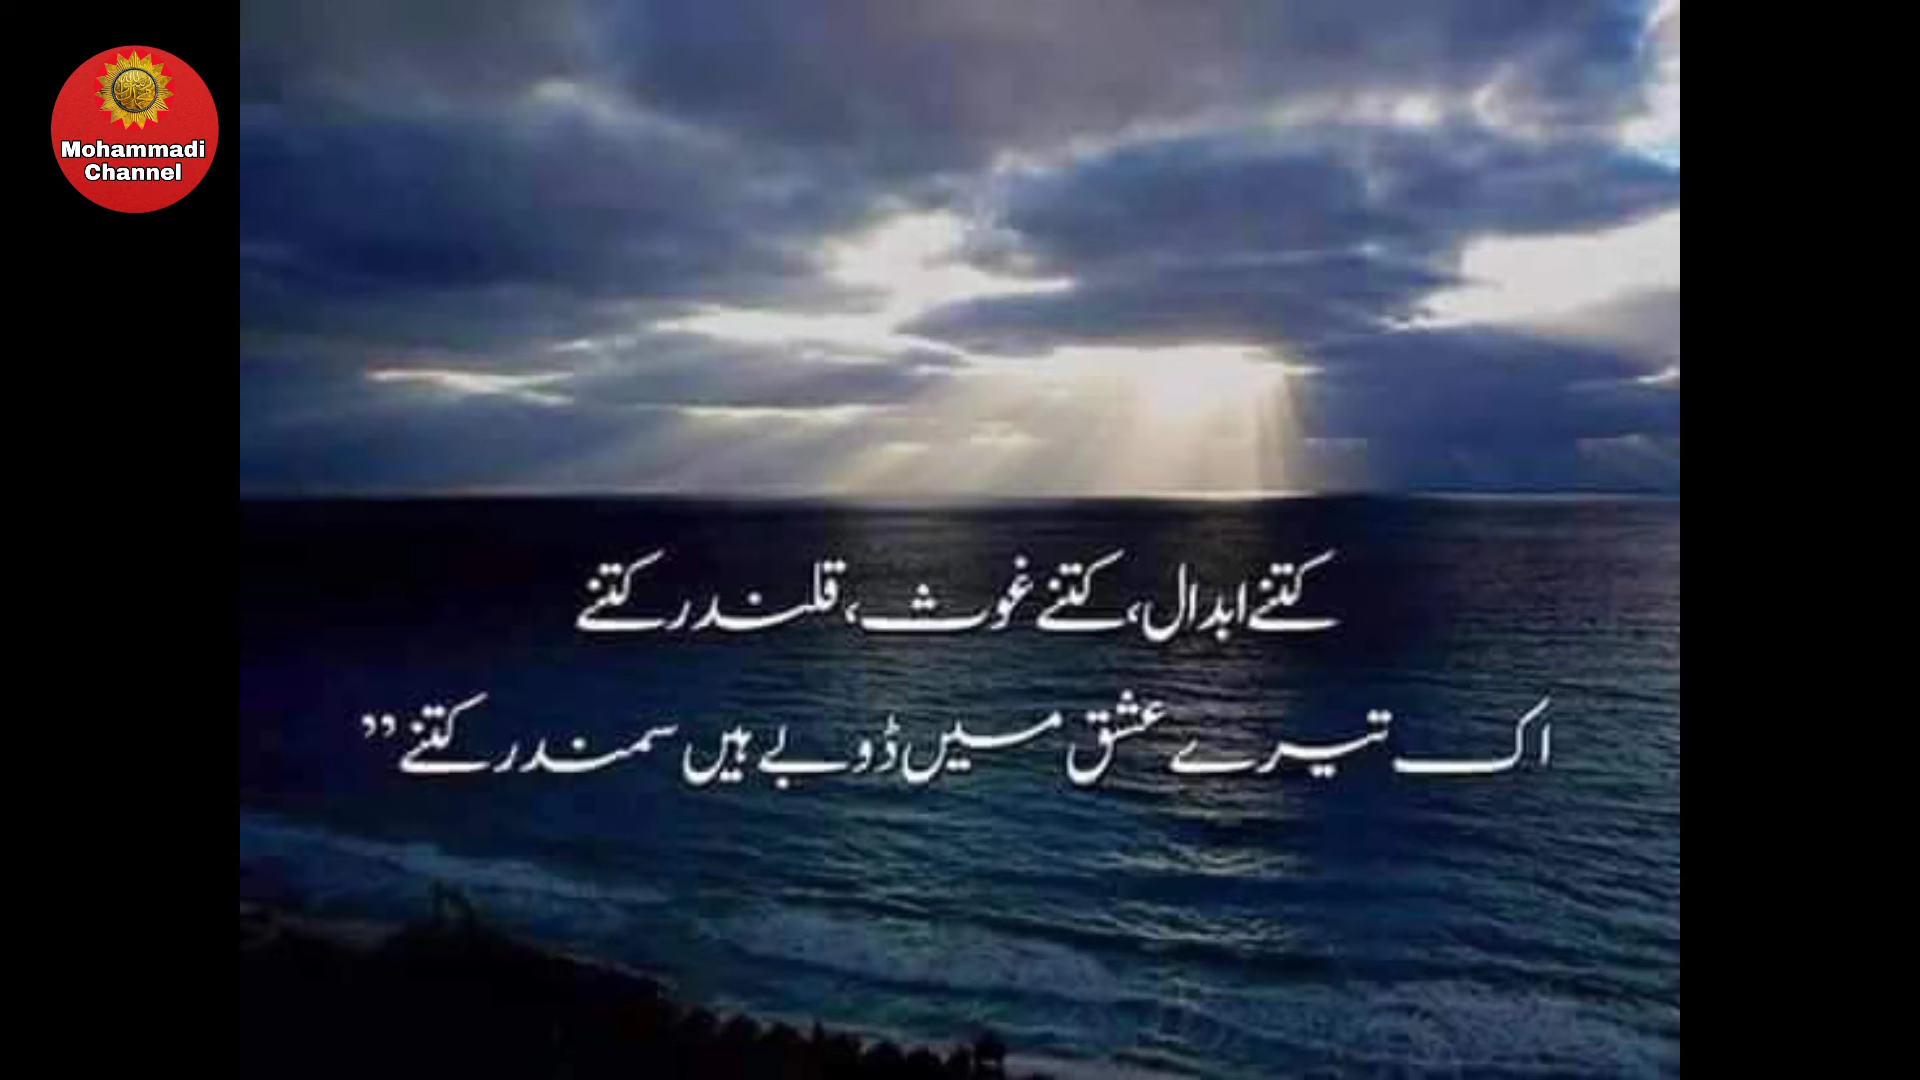 Mohammadi
Channel
کتنے ابدال، کتنے غوث، قلندر کتنے
اک تیرے عشق میں ڈوبے ہیں سمندر کتنے”